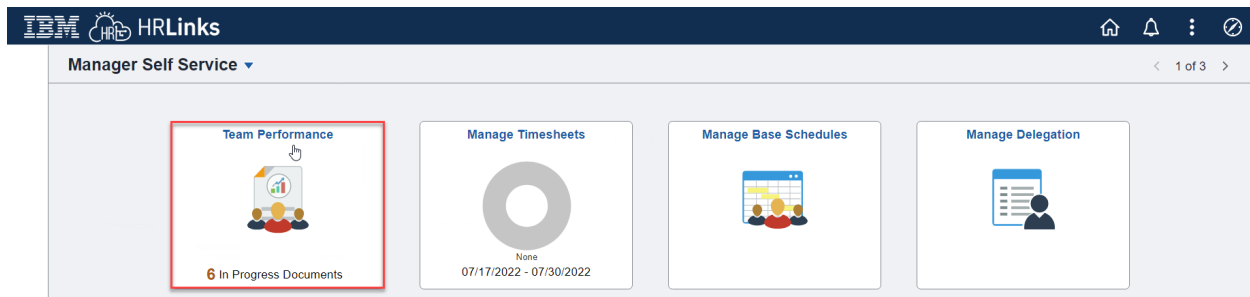 IBM HRLinks
HRL
Manager Self Service
1 of 3
Team Performance
6 In Progress Documents
Manage Timesheets
None
07/17/2022 - 07/30/2022
Manage Base Schedules
Manage Delegation